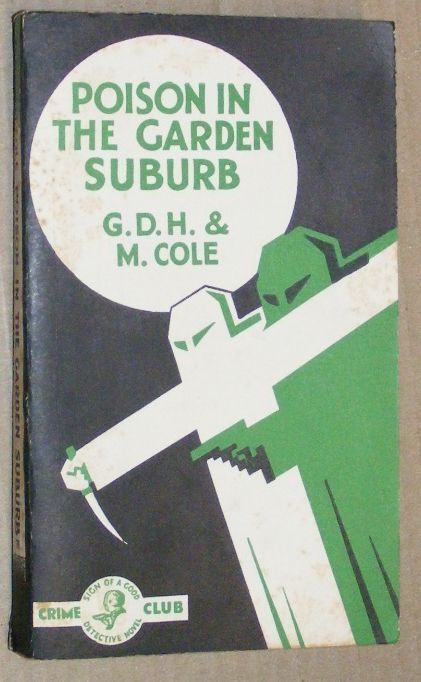 POISON IN
THE GARDEN
SUBURB
G.D.H. &
M. COLE
CRIME CLUB
SIGN OF A GOOD
DETECTIVE NOVEL
POISON IN THE GARDEN SUBURB